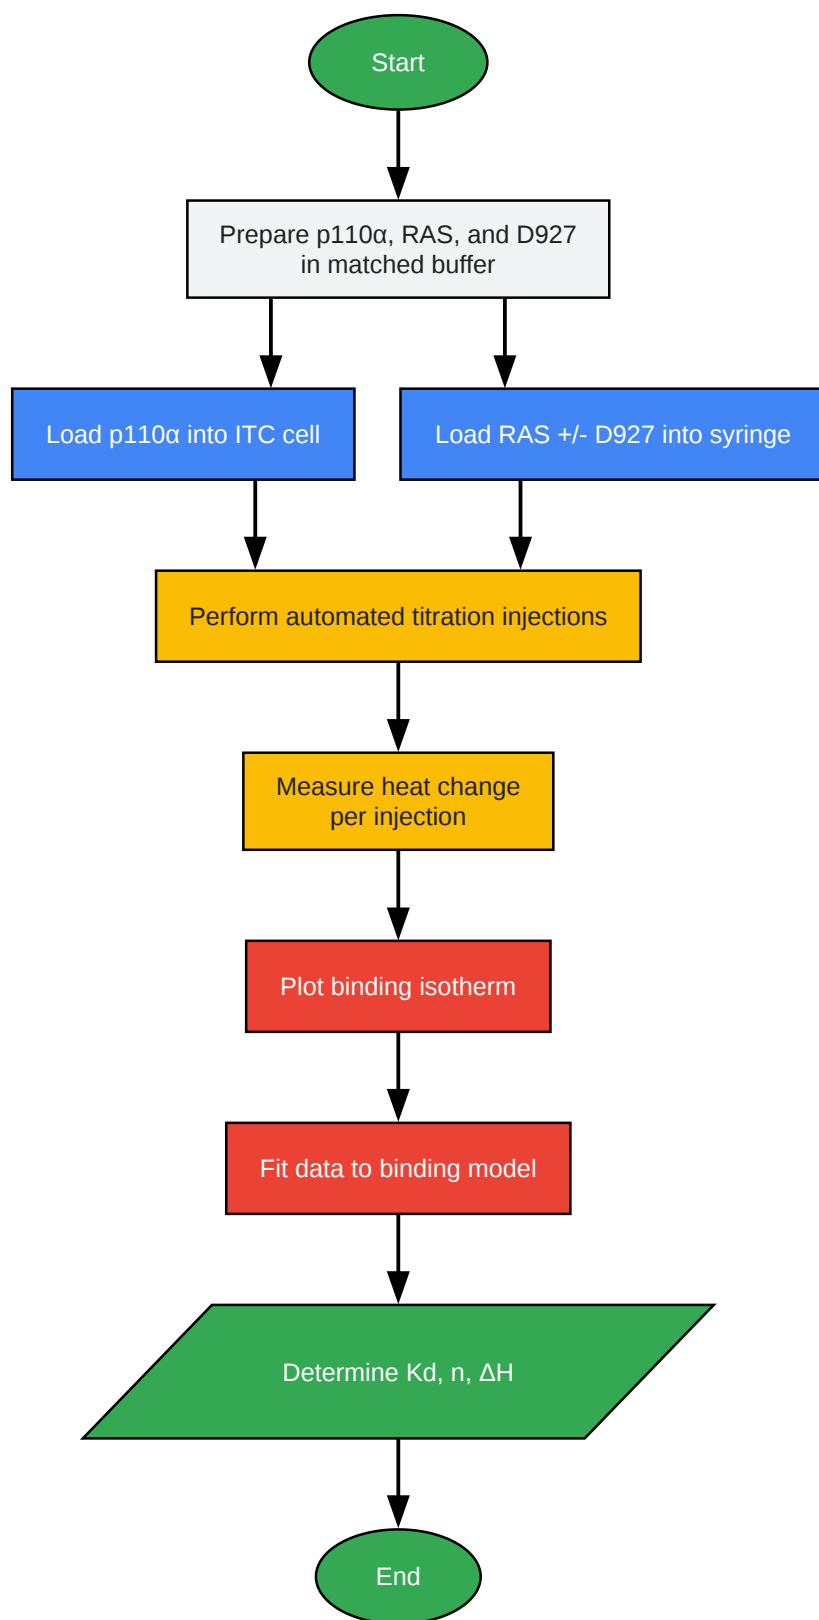 Start
Prepare p110α, RAS, and D927
in matched buffer
Load p110α into ITC cell
Load RAS +/- D927 into syringe
Perform automated titration injections
Measure heat change
per injection
Plot binding isotherm
Fit data to binding model
Determine Kd, n, ΔH
End